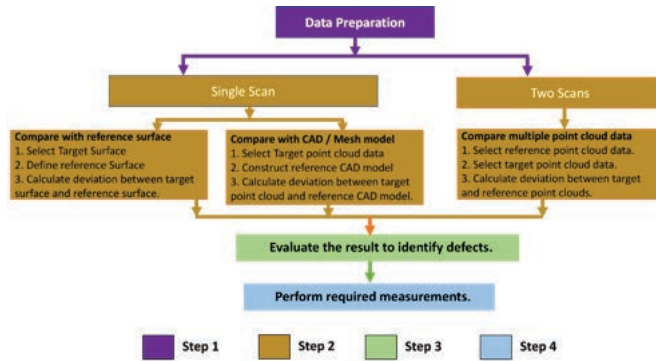 Data Preparation
Single Scan
Two Scans
Compare with reference surface
1. Select Target Surface
2. Define reference Surface
3. Calculate deviation between target
surface and reference surface.
Compare with CAD / Mesh model
1. Select Target point cloud data
2. Construct reference CAD model
3. Calculate deviation between target
point cloud and reference CAD model.
Compare multiple point cloud data
1. Select reference point cloud data.
2. Select target point cloud data.
3. Calculate deviation between target
and reference point clouds.
Evaluate the result to identify defects.
Perform required measurements.
Step 1
Step 2
Step 3
Step 4